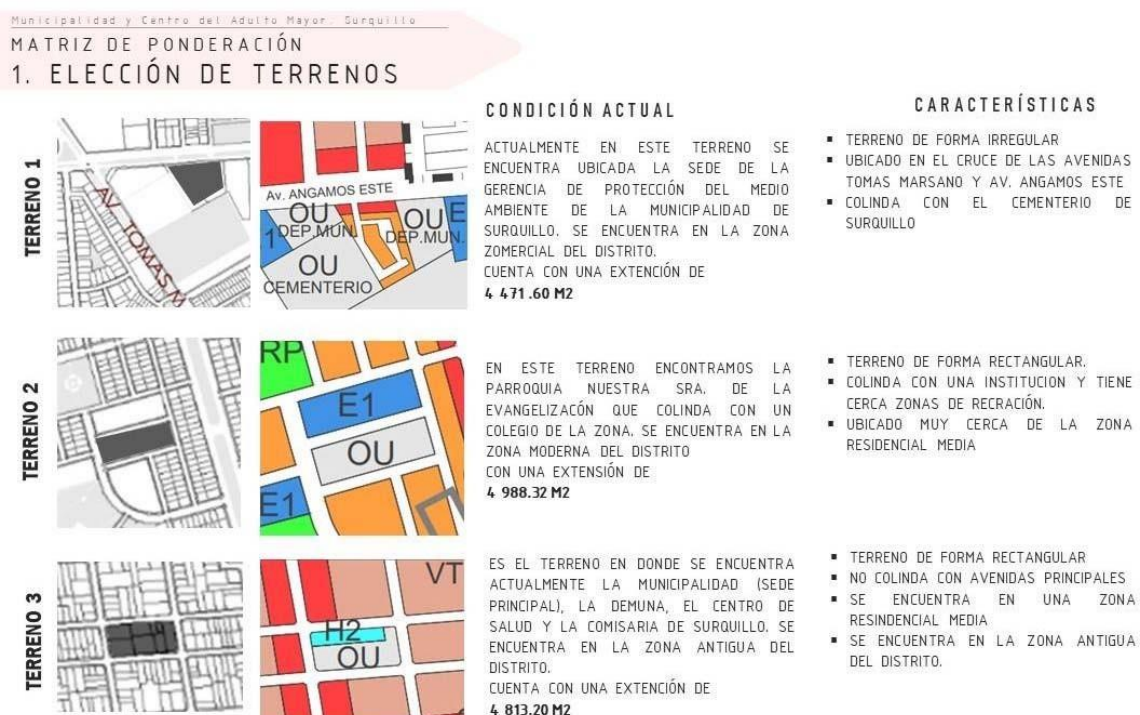 Municipalidad y Centro del Adulto Mayor. Surquillo
MATRIZ DE PONDERACIÓN
1. ELECCIÓN DE TERRENOS
CONDICIÓN ACTUAL
CARACTERÍSTICAS
TERRENO 1
AV. TOMAS M
Av. ANGAMOS ESTE
OU
DEP.MUN.
OU
DEP.MUN.
E
1
OU
CEMENTERIO
ACTUALMENTE EN ESTE TERRENO SE
ENCUENTRA UBICADA LA SEDE DE LA
GERENCIA DE PROTECCIÓN DEL MEDIO
AMBIENTE DE LA MUNICIPALIDAD DE
SURQUILLO. SE ENCUENTRA EN LA ZONA
ZOMERCIAL DEL DISTRITO.
CUENTA CON UNA EXTENCIÓN DE
4 471.60 M2
▪ TERRENO DE FORMA IRREGULAR
▪ UBICADO EN EL CRUCE DE LAS AVENIDAS
TOMAS MARSANO Y AV. ANGAMOS ESTE
▪ COLINDA CON EL CEMENTERIO DE
SURQUILLO
TERRENO 2
RP
E1
OU
E1
EN ESTE TERRENO ENCONTRAMOS LA
PARROQUIA NUESTRA SRA. DE LA
EVANGELIZACÓN QUE COLINDA CON UN
COLEGIO DE LA ZONA. SE ENCUENTRA EN LA
ZONA MODERNA DEL DISTRITO
CON UNA EXTENSIÓN DE
4 988.32 M2
▪ TERRENO DE FORMA RECTANGULAR.
▪ COLINDA CON UNA INSTITUCION Y TIENE
CERCA ZONAS DE RECRACIÓN.
▪ UBICADO MUY CERCA DE LA ZONA
RESIDENCIAL MEDIA
TERRENO 3
VT
H2
OU
ES EL TERRENO EN DONDE SE ENCUENTRA
ACTUALMENTE LA MUNICIPALIDAD (SEDE
PRINCIPAL), LA DEMUNA, EL CENTRO DE
SALUD Y LA COMISARIA DE SURQUILLO. SE
ENCUENTRA EN LA ZONA ANTIGUA DEL
DISTRITO.
CUENTA CON UNA EXTENCIÓN DE
4 813.20 M2
▪ TERRENO DE FORMA RECTANGULAR
▪ NO COLINDA CON AVENIDAS PRINCIPALES
▪ SE ENCUENTRA EN UNA ZONA
RESINDENCIAL MEDIA
▪ SE ENCUENTRA EN LA ZONA ANTIGUA
DEL DISTRITO.